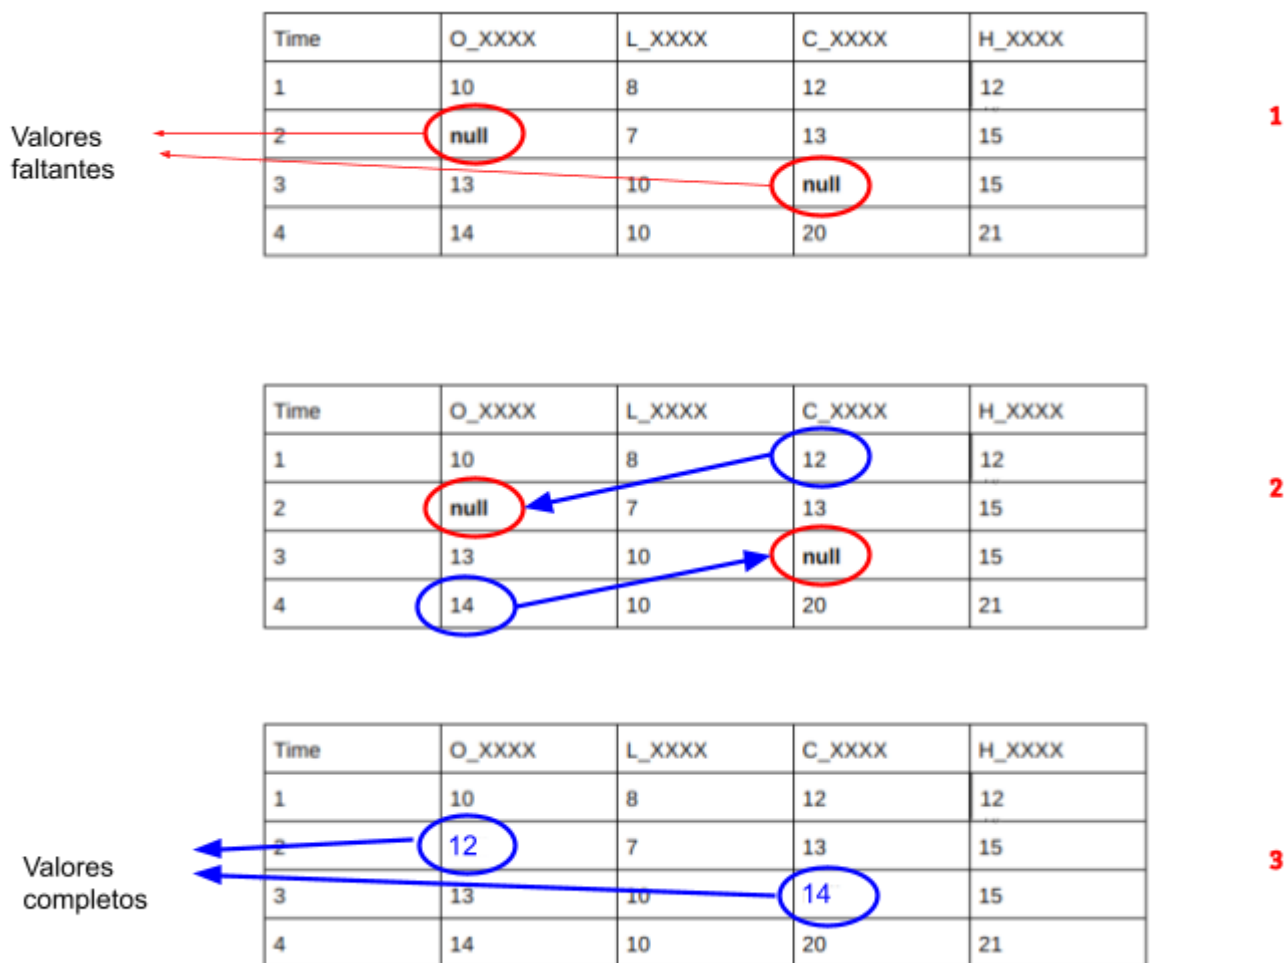 Time O_XXXX L_XXXX C_XXXX H_XXXX
1 10 8 12 12
Valores
faltantes
2 null 7 13 15
3 13 10 null 15
4 14 10 20 21
1
Time O_XXXX L_XXXX C_XXXX H_XXXX
1 10 8 12 12
2 null 7 13 15
3 13 10 null 15
4 14 10 20 21
2
Time O_XXXX L_XXXX C_XXXX H_XXXX
1 10 8 12 12
2 12 7 13 15
Valores
completos
3 13 10 14 15
4 14 10 20 21
3